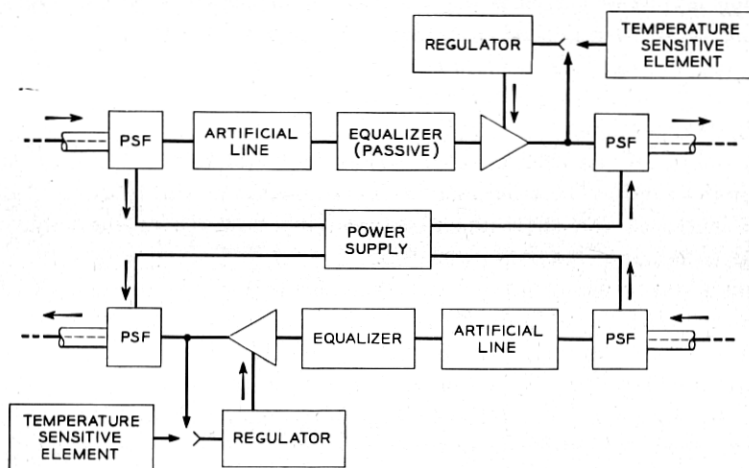 REGULATOR
TEMPERATURE
SENSITIVE
ELEMENT
PSF
ARTIFICIAL
LINE
EQUALIZER
(PASSIVE)
PSF
POWER
SUPPLY
PSF
EQUALIZER
ARTIFICIAL
LINE
PSF
TEMPERATURE
SENSITIVE
ELEMENT
REGULATOR